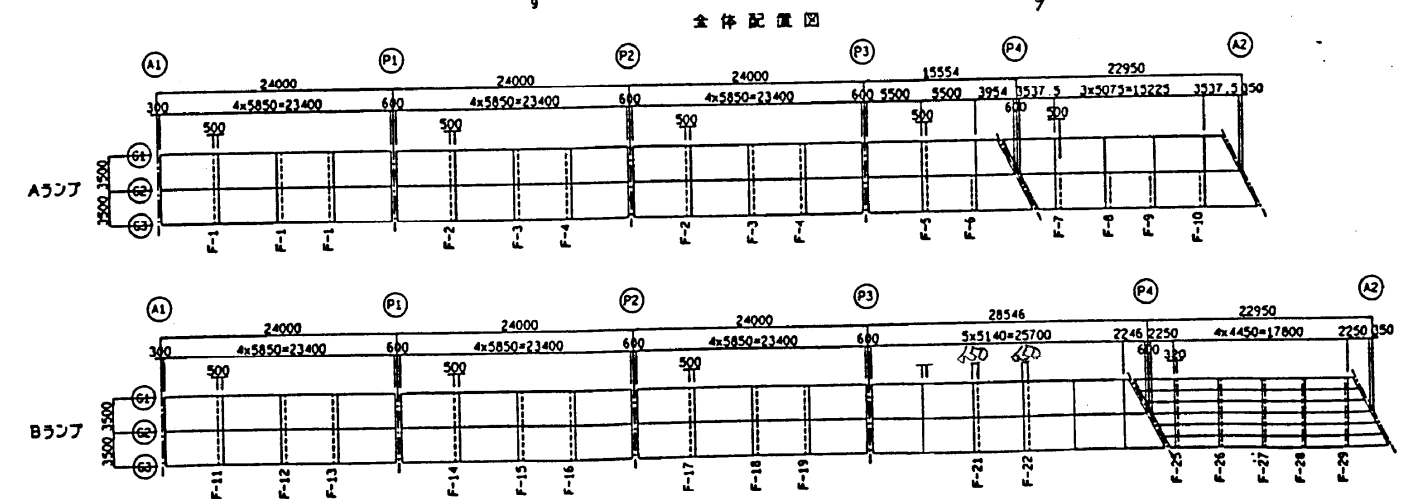 9
7
全体配置図
A1 P1 P2 P3 P4 A2
24000 24000 24000 15554 22950
300 4x5850=23400 600 4x5850=23400 600 4x5850=23400 600 5500 5500 3954 3537.5 3x5075=15225 3537.5 350
600
500 500 500 500 500
Aランプ
3500 3500
G1
G2
G3
F-1 F-1 F-1 F-2 F-3 F-4 F-2 F-3 F-4 F-5 F-6 F-7 F-8 F-9 F-10
A1 P1 P2 P3 P4 A2
24000 24000 24000 28546 22950
300 4x5850=23400 600 4x5850=23400 600 4x5850=23400 600 5x5140=25700 2246 2250 4x4450=17800 2250 350
600
500 500 500 450 320
Bランプ
3500 3500
G1
G2
G3
F-11 F-12 F-13 F-14 F-15 F-16 F-17 F-18 F-19 F-21 F-22 F-25 F-26 F-27 F-28 F-29